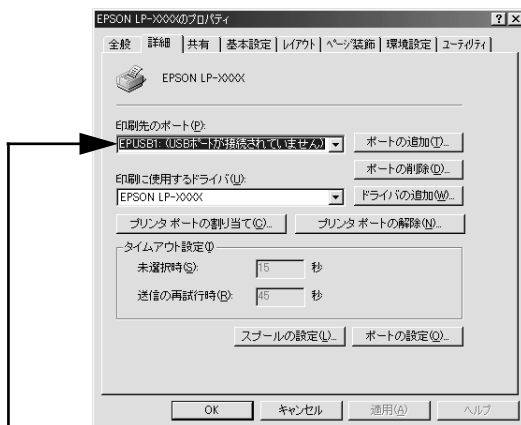 EPSON LP-XXXXのプロパティ
全般 詳細 共有 基本設定 レイアウト ページ装飾 環境設定 ユーティリティ
EPSON LP-XXXX
印刷先のポート(P):
EPUSB1: (USBポートが接続されていません)
ポートの追加(T)...
ポートの削除(D)...
印刷に使用するドライバ(U):
EPSON LP-XXXX
ドライバの追加(W)...
プリンタ ポートの割り当て(C)...
プリンタ ポートの解除(N)...
タイムアウト設定(I)
未選択時(S): 15 秒
送信の再試行時(R): 45 秒
スプールの設定(L)...
ポートの設定(O)...
OK キャンセル 適用(A) ヘルプ